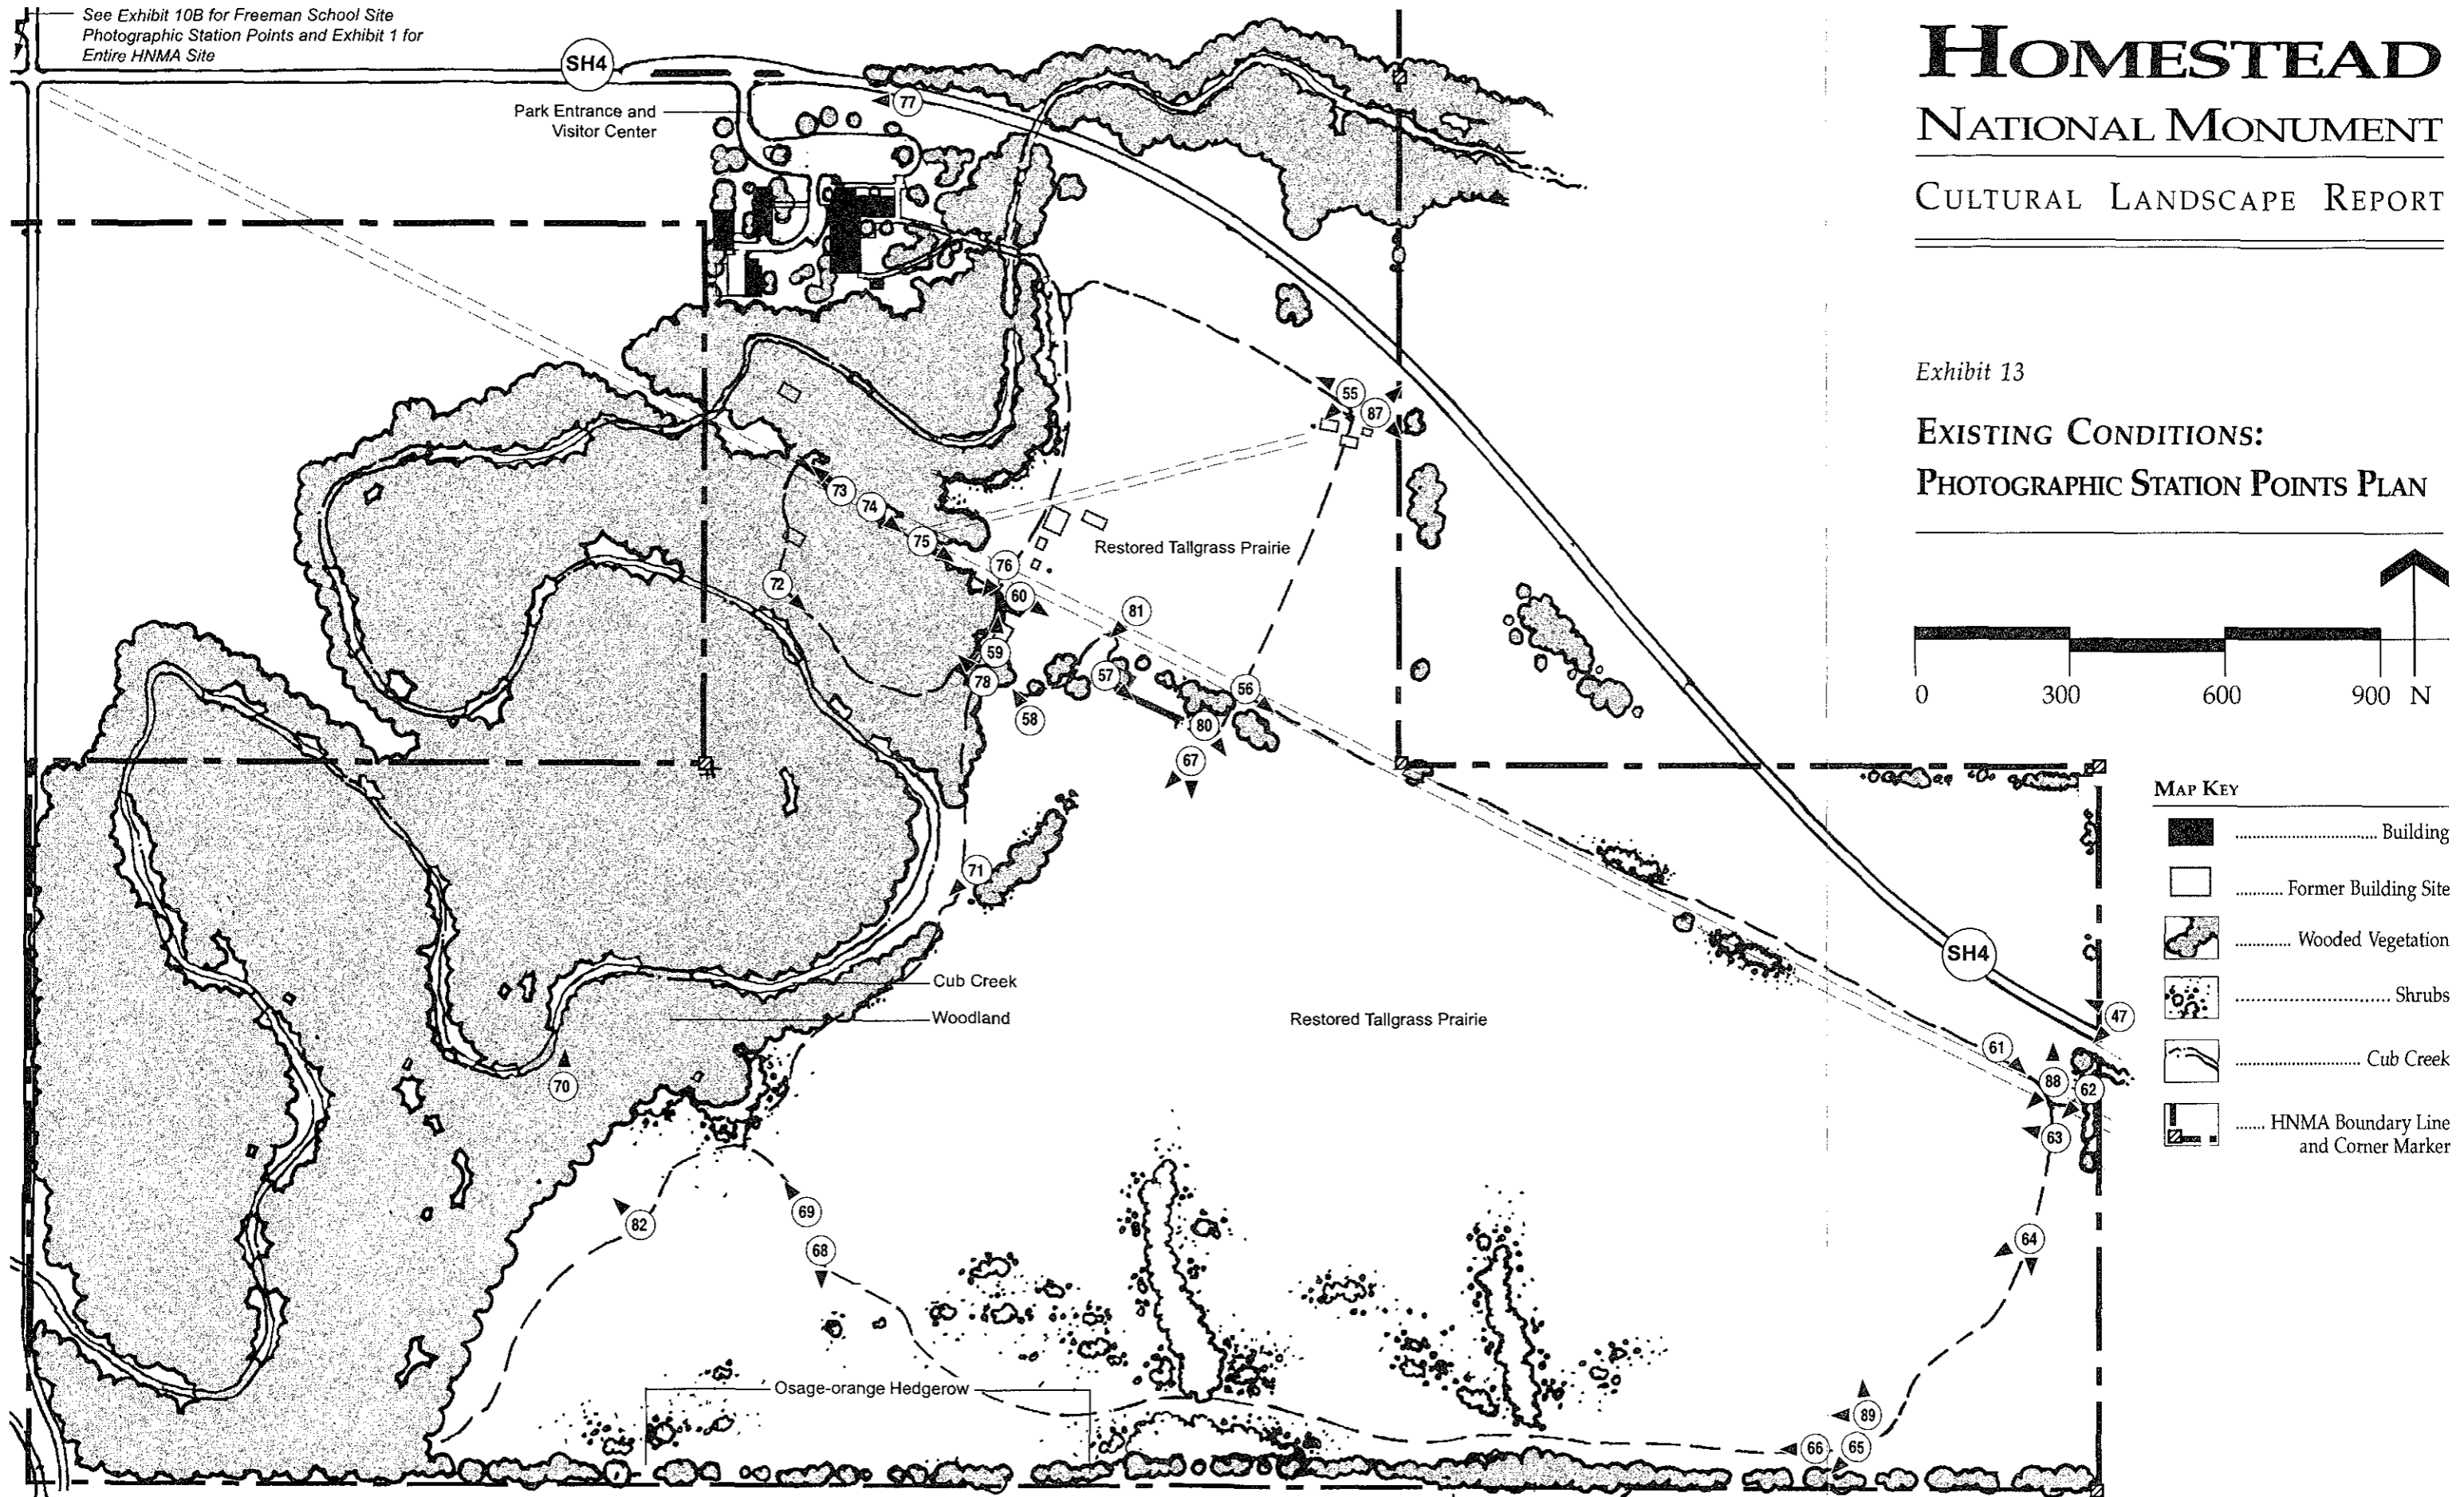 See Exhibit 10B for Freeman School Site
Photographic Station Points and Exhibit 1 for
Entire HNMA Site
SH4
Park Entrance and
Visitor Center
77
HOMESTEAD
NATIONAL MONUMENT
CULTURAL LANDSCAPE REPORT
Exhibit 13
EXISTING CONDITIONS:
PHOTOGRAPHIC STATION POINTS PLAN
0 300 600 900 N
55
87
73
74
75
Restored Tallgrass Prairie
76
72
60
81
59
57
78
56
58
80
67
71
MAP KEY
Building
Former Building Site
Wooded Vegetation
Shrubs
Cub Creek
HNMA Boundary Line
and Corner Marker
SH4
Cub Creek
Woodland
Restored Tallgrass Prairie
47
61
88
62
63
70
82
69
68
64
Osage-orange Hedgerow
89
66
65